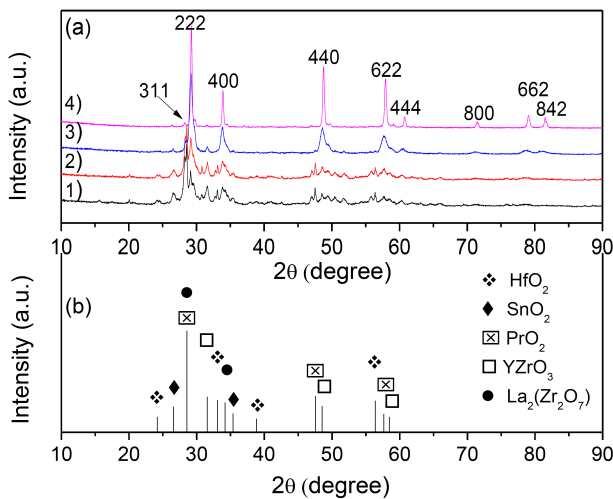 (a)
222
311
400
440
622
444
800
662
842
4)
3)
2)
1)
Intensity (a.u.)
10 20 30 40 50 60 70 80 90
2θ (degree)
(b)
HfO₂
SnO₂
PrO₂
YZrO₃
La₂(Zr₂O₇)
Intensity (a.u.)
10 20 30 40 50 60 70 80 90
2θ (degree)